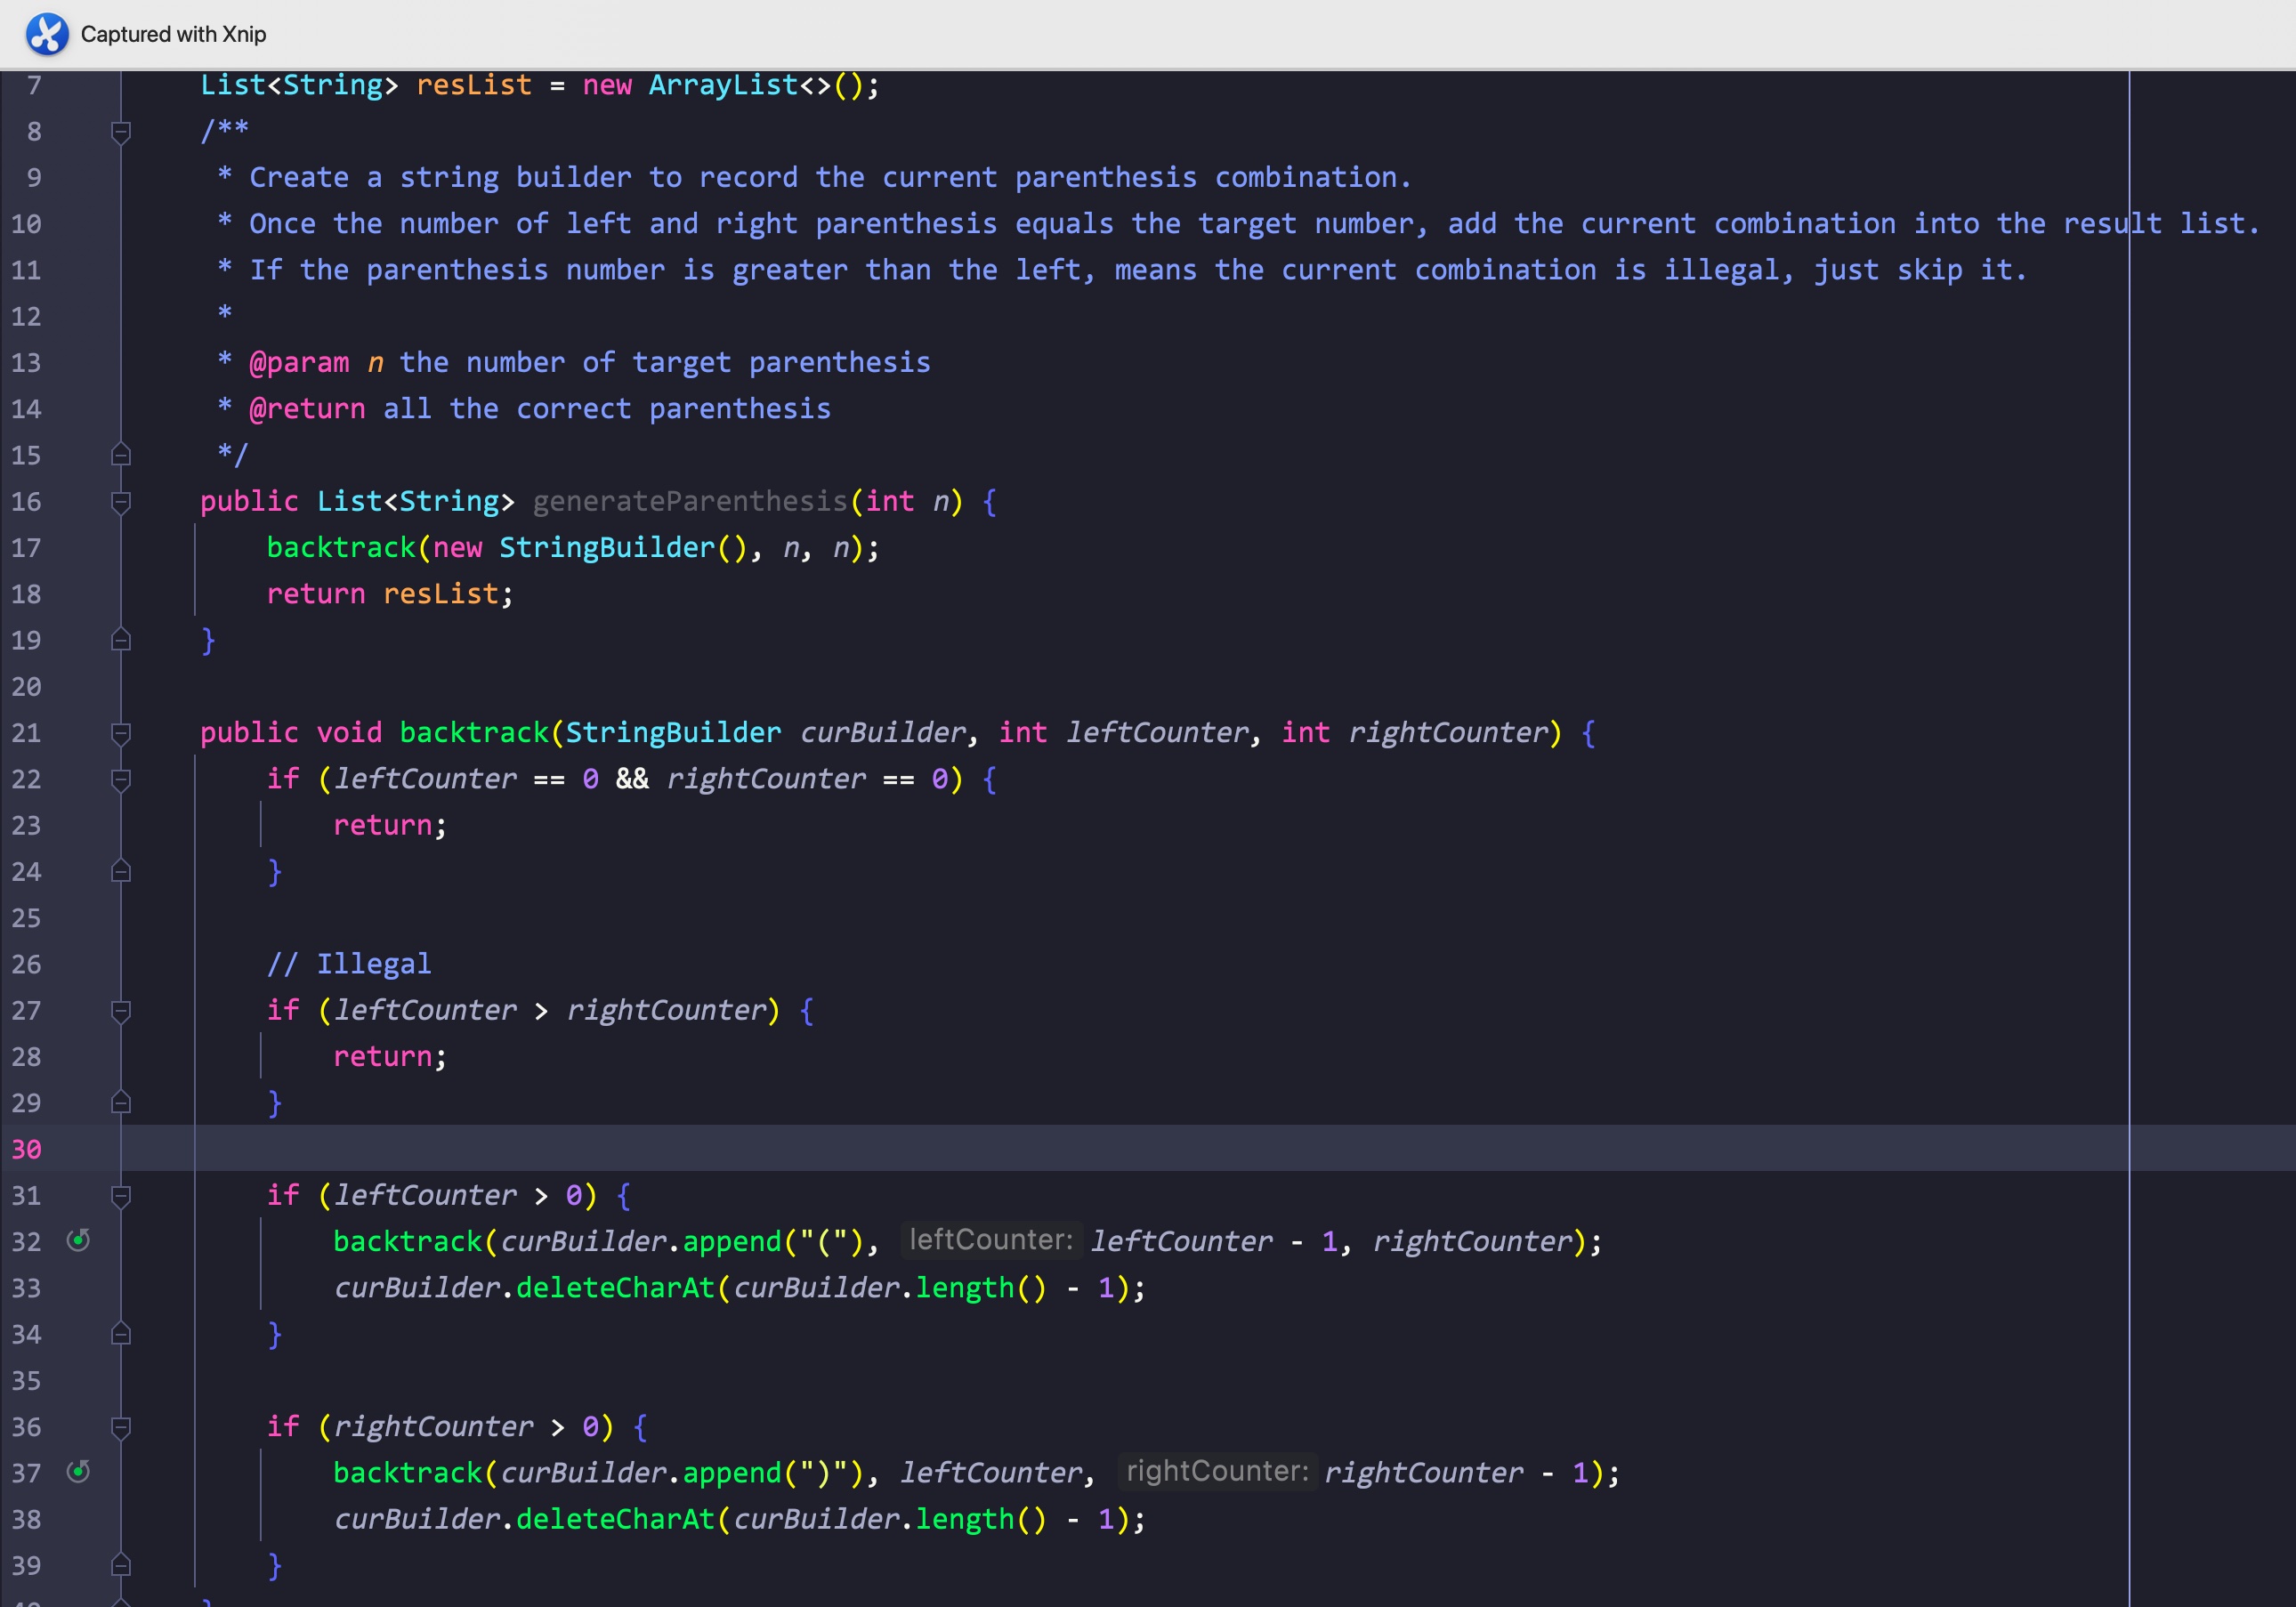 Captured with Xnip
7 List<String> resList = new ArrayList<>();
8 /**
9 * Create a string builder to record the current parenthesis combination.
10 * Once the number of left and right parenthesis equals the target number, add the current combination into the result list.
11 * If the parenthesis number is greater than the left, means the current combination is illegal, just skip it.
12 *
13 * @param n the number of target parenthesis
14 * @return all the correct parenthesis
15 */
16 public List<String> generateParenthesis(int n) {
17 backtrack(new StringBuilder(), n, n);
18 return resList;
19 }
20
21 public void backtrack(StringBuilder curBuilder, int leftCounter, int rightCounter) {
22 if (leftCounter == 0 && rightCounter == 0) {
23 return;
24 }
25
26 // Illegal
27 if (leftCounter > rightCounter) {
28 return;
29 }
30
31 if (leftCounter > 0) {
32 backtrack(curBuilder.append("("), leftCounter: leftCounter - 1, rightCounter);
33 curBuilder.deleteCharAt(curBuilder.length() - 1);
34 }
35
36 if (rightCounter > 0) {
37 backtrack(curBuilder.append(")"), leftCounter, rightCounter: rightCounter - 1);
38 curBuilder.deleteCharAt(curBuilder.length() - 1);
39 }